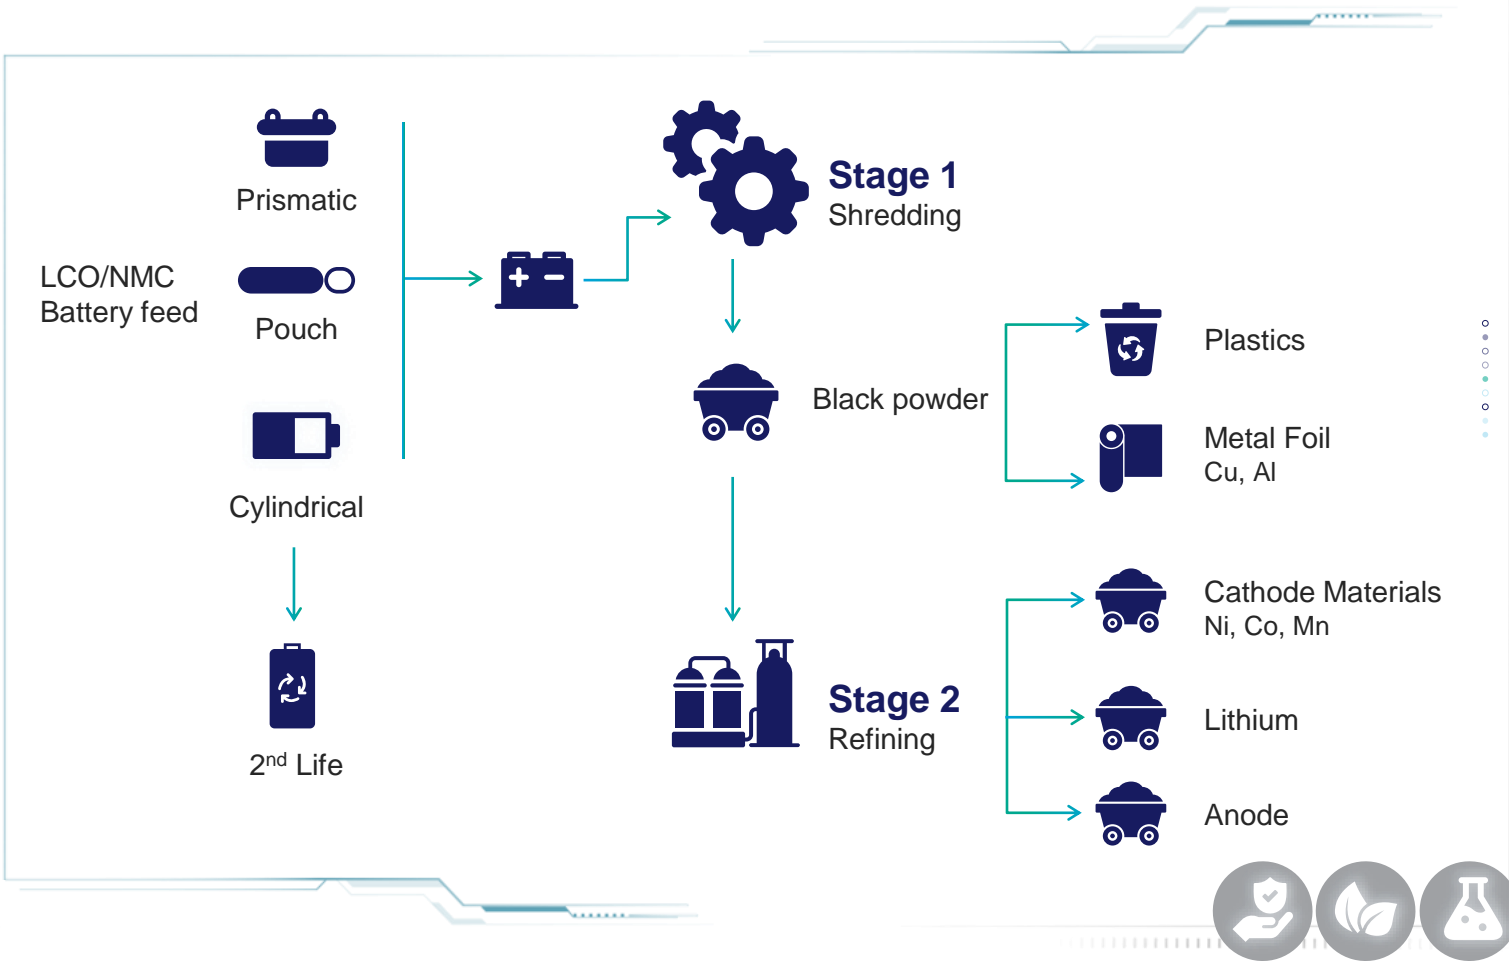 Prismatic
LCO/NMC
Battery feed
Pouch
Cylindrical
2nd Life
Stage 1
Shredding
Black powder
Stage 2
Refining
Plastics
Metal Foil
Cu, Al
Cathode Materials
Ni, Co, Mn
Lithium
Anode